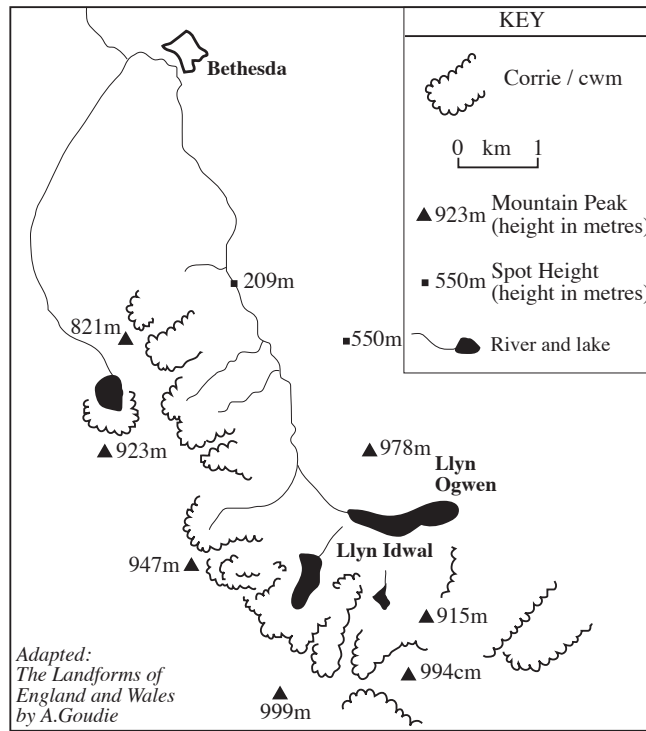 KEY
Corrie / cwm
0 km 1
923m Mountain Peak
(height in metres)
550m Spot Height
(height in metres)
River and lake
Bethesda
209m
821m
550m
923m
978m
Llyn
Ogwen
Llyn Idwal
947m
915m
994cm
999m
Adapted:
The Landforms of
England and Wales
by A.Goudie